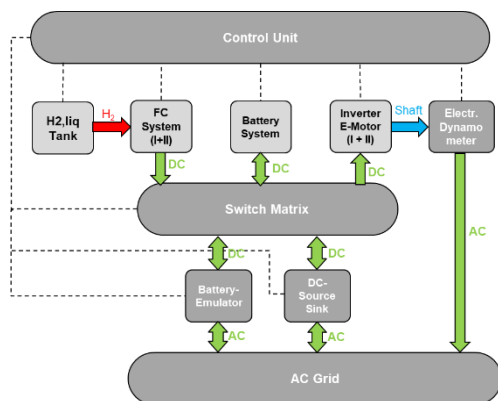 Control Unit
H2,liq
Tank
H₂
FC
System
(I+II)
Battery
System
Inverter
E-Motor
(I + II)
Shaft
Electr.
Dynamo
meter
DC
DC
DC
Switch Matrix
AC
DC
DC
Battery-
Emulator
DC-
Source
Sink
AC
AC
AC Grid